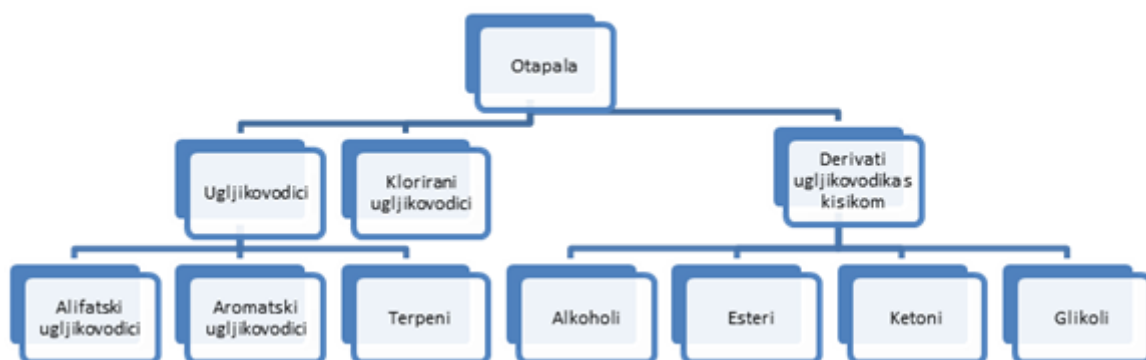 Otapala
Ugljikovodici
Klorirani
ugljikovodici
Derivati
ugljikovodika s
kisikom
Alifatski
ugljikovodici
Aromatski
ugljikovodici
Terpeni
Alkoholi
Esteri
Ketoni
Glikoli